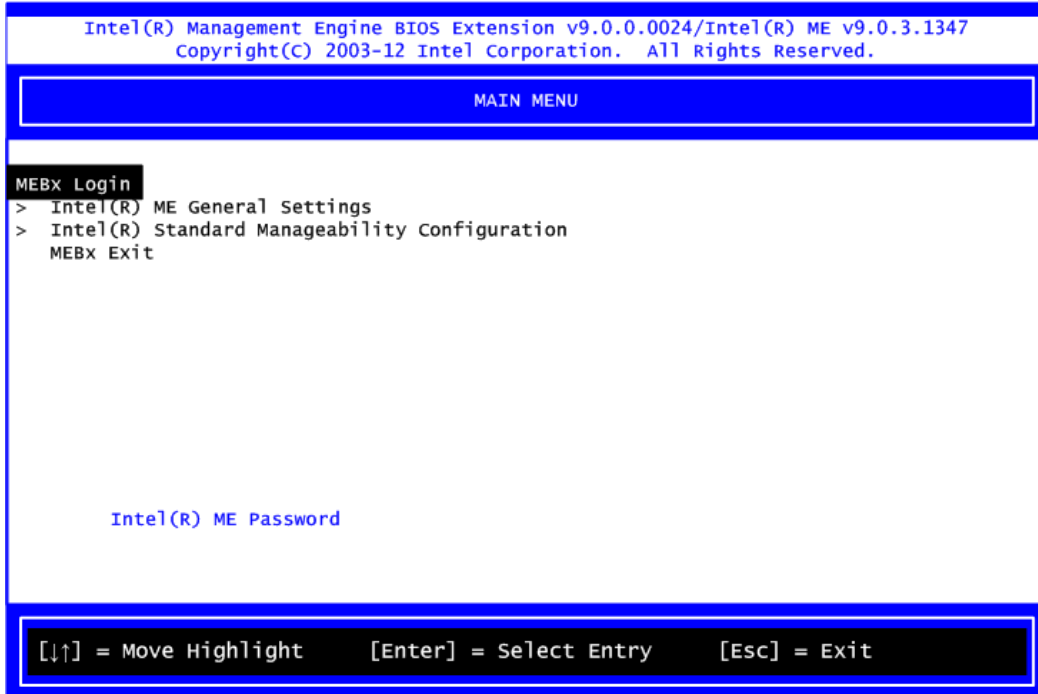 Intel(R) Management Engine BIOS Extension v9.0.0.0024/Intel(R) ME v9.0.3.1347
Copyright(C) 2003-12 Intel Corporation.  All Rights Reserved.
MAIN MENU
MEBx Login
>  Intel(R) ME General Settings
>  Intel(R) Standard Manageability Configuration
MEBx Exit
Intel(R) ME Password
[↓↑] = Move Highlight    [Enter] = Select Entry    [Esc] = Exit